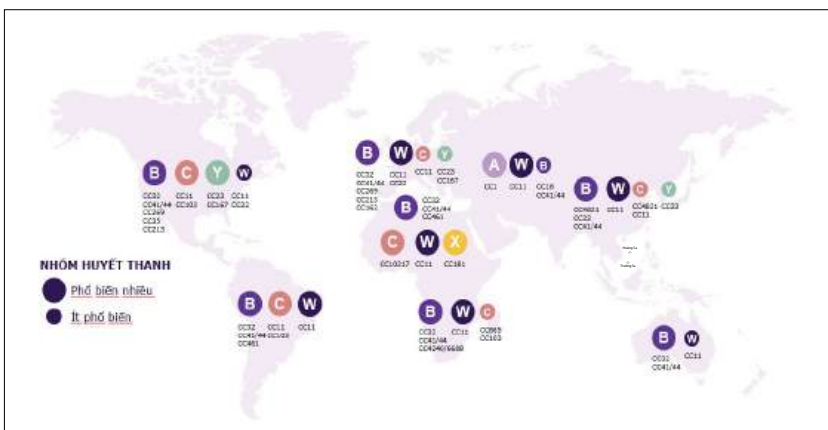 B C Y W
CC32 CC11 CC23 CC11
CC41/44 CC103 CC167 CC22
CC269
CC35
CC213
B W C Y
CC32 CC11 CC11 CC23
CC41/44 CC22 CC167
CC269
CC213
CC162
B CC32
CC41/44
CC461
A W B
CC1 CC11 CC18
CC41/44
B W C Y
CC4821 CC11 CC4821 CC23
CC32 CC11
CC41/44
C W X
CC10217 CC11 CC181
NHÓM HUYẾT THANH
Phổ biến nhiều
Ít phổ biến
B C W
CC32 CC11 CC11
CC41/44 CC103
CC461
B W C
CC32 CC11 CC865
CC41/44 CC103
CC4240/6688
B W
CC32 CC11
CC41/44